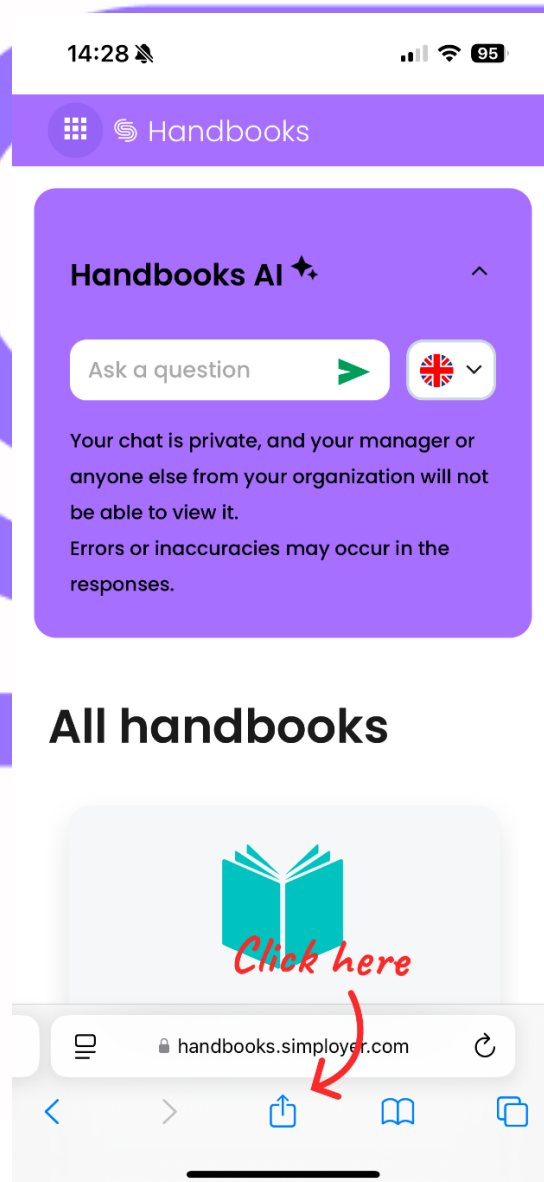 14:28
95
Handbooks
Handbooks AI
Ask a question
Your chat is private, and your manager or
anyone else from your organization will not
be able to view it.
Errors or inaccuracies may occur in the
responses.
All handbooks
Click here
handbooks.simployer.com